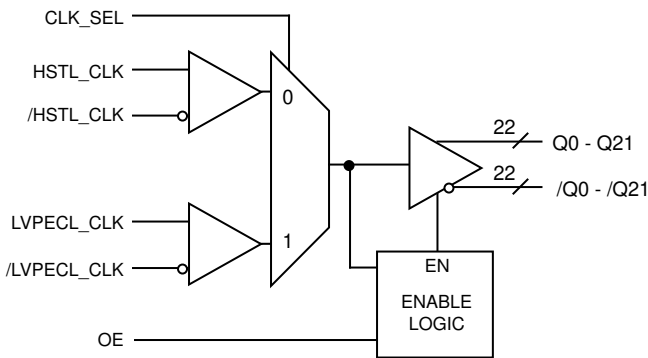 CLK_SEL
HSTL_CLK
/HSTL_CLK
0
22
Q0 - Q21
22
/Q0 - /Q21
LVPECL_CLK
1
/LVPECL_CLK
EN
ENABLE
LOGIC
OE